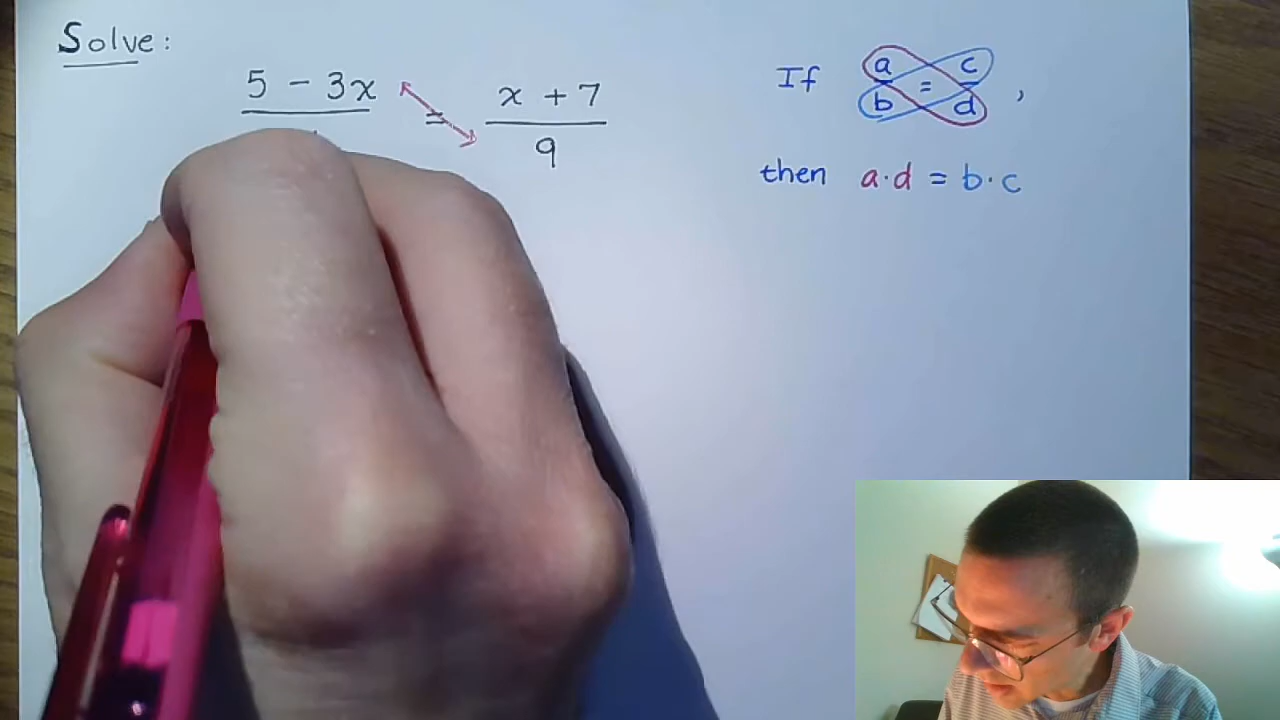 Solve:
5 - 3x = x + 7
9
If a = c ,
b d
then a·d = b·c